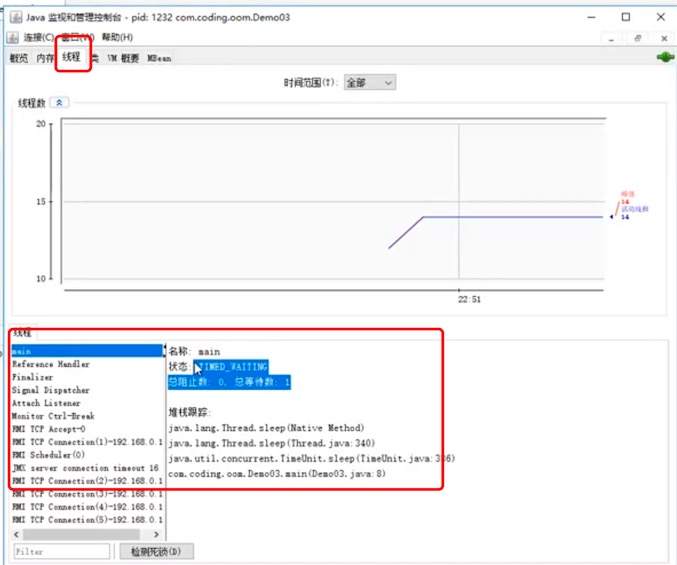 Java 监视和管理控制台 - pid: 1232 com.coding.oom.Demo03
连接(C) 窗口(W) 帮助(H)
概览 内存 线程 类 VM 概要 MBean
时间范围(T): 全部
线程数
20
15
10
22:51
峰值
14
活动线程
14
线程
main
Reference Handler
Finalizer
Signal Dispatcher
Attach Listener
Monitor Ctrl-Break
RMI TCP Accept-0
RMI TCP Connection(1)-192.168.0.1
RMI Scheduler(0)
JMX server connection timeout 16
RMI TCP Connection(2)-192.168.0.1
RMI TCP Connection(3)-192.168.0.1
RMI TCP Connection(4)-192.168.0.1
RMI TCP Connection(5)-192.168.0.1
名称: main
状态: TIMED_WAITING
总阻止数: 0, 总等待数: 1
堆栈跟踪:
java.lang.Thread.sleep(Native Method)
java.lang.Thread.sleep(Thread.java:340)
java.util.concurrent.TimeUnit.sleep(TimeUnit.java:386)
com.coding.oom.Demo03.main(Demo03.java:8)
Filter
检测死锁(D)